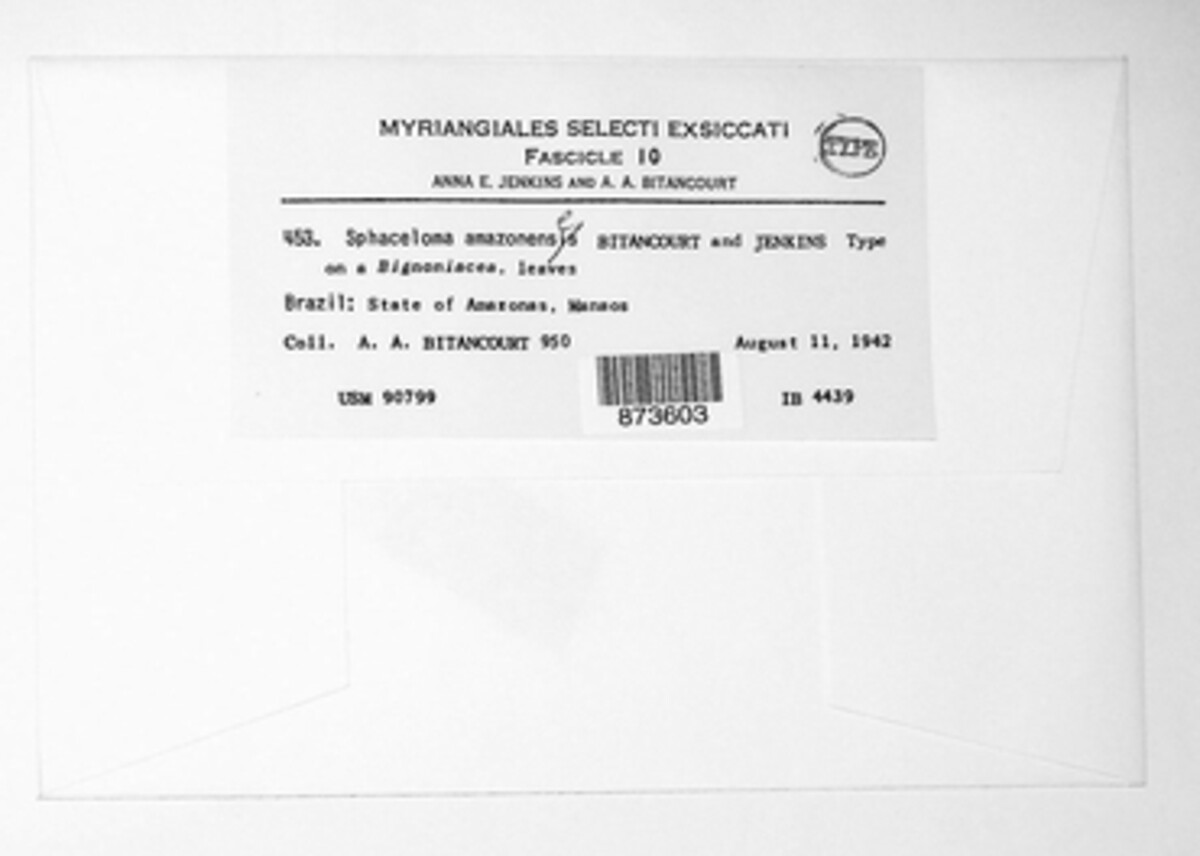 MYRIANGIALES SELECTI EXSICCATI
FASCICLE 10
TYPE
ANNA E. JENKINS AND A. A. BITANCOURT
453. Sphaceloma amazonensis e BITANCOURT and JENKINS Type
on a Bignoniacea, leaves
Brazil: State of Amazonas, Manaos
Coll. A. A. BITANCOURT 950 August 11, 1942
USM 90799 IB 4439
873603